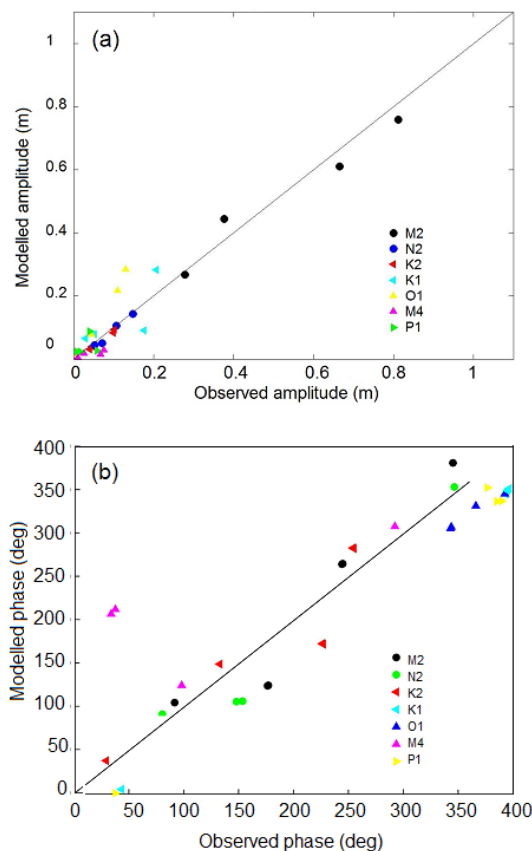 (a)
1
0.8
0.6
0.4
0.2
0
Modelled amplitude (m)
M2
N2
K2
K1
O1
M4
P1
0 0.2 0.4 0.6 0.8 1
Observed amplitude (m)
(b)
400
350
300
250
200
150
100
50
0
Modelled phase (deg)
M2
N2
K2
K1
O1
M4
P1
0 50 100 150 200 250 300 350 400
Observed phase (deg)